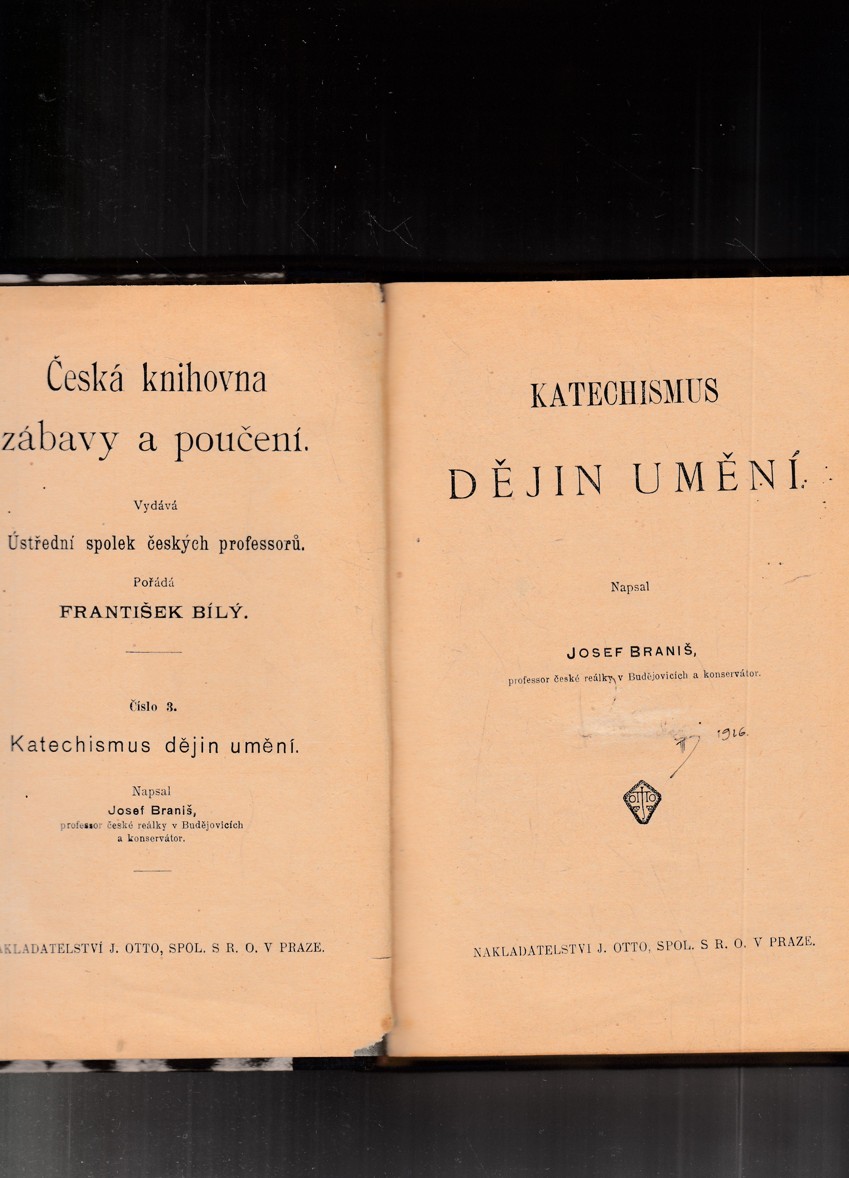 Česká knihovna
zábavy a poučení.
Vydává
Ústřední spolek českých professorů.
Pořádá
FRANTIŠEK BÍLÝ.
Číslo 3.
Katechismus dějin umění.
Napsal
Josef Braniš,
professor české reálky v Budějovicích
a konservátor.
AKLADATELSTVÍ J. OTTO, SPOL. S R. O. V PRAZE.
KATECHISMUS
DĚJIN UMĚNÍ.
Napsal
JOSEF BRANIŠ,
professor české reálky v Budějovicích a konservátor.
1926.
OTTO
NAKLADATELSTVÍ J. OTTO, SPOL. S R. O. V PRAZE.